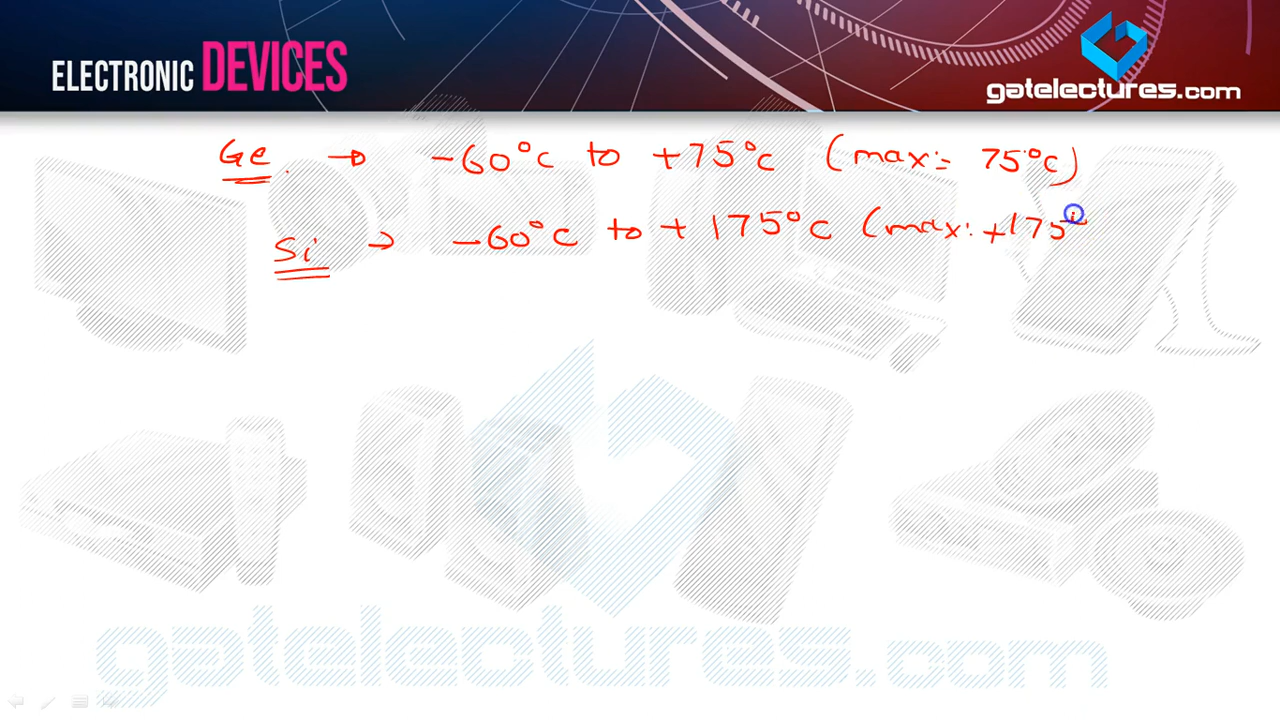 ELECTRONIC DEVICES
gatelectures.com
Ge. → -60°c to +75°c (max:- 75°c)
Si → -60°c to + 175°c (max: +175
gatelectures.com